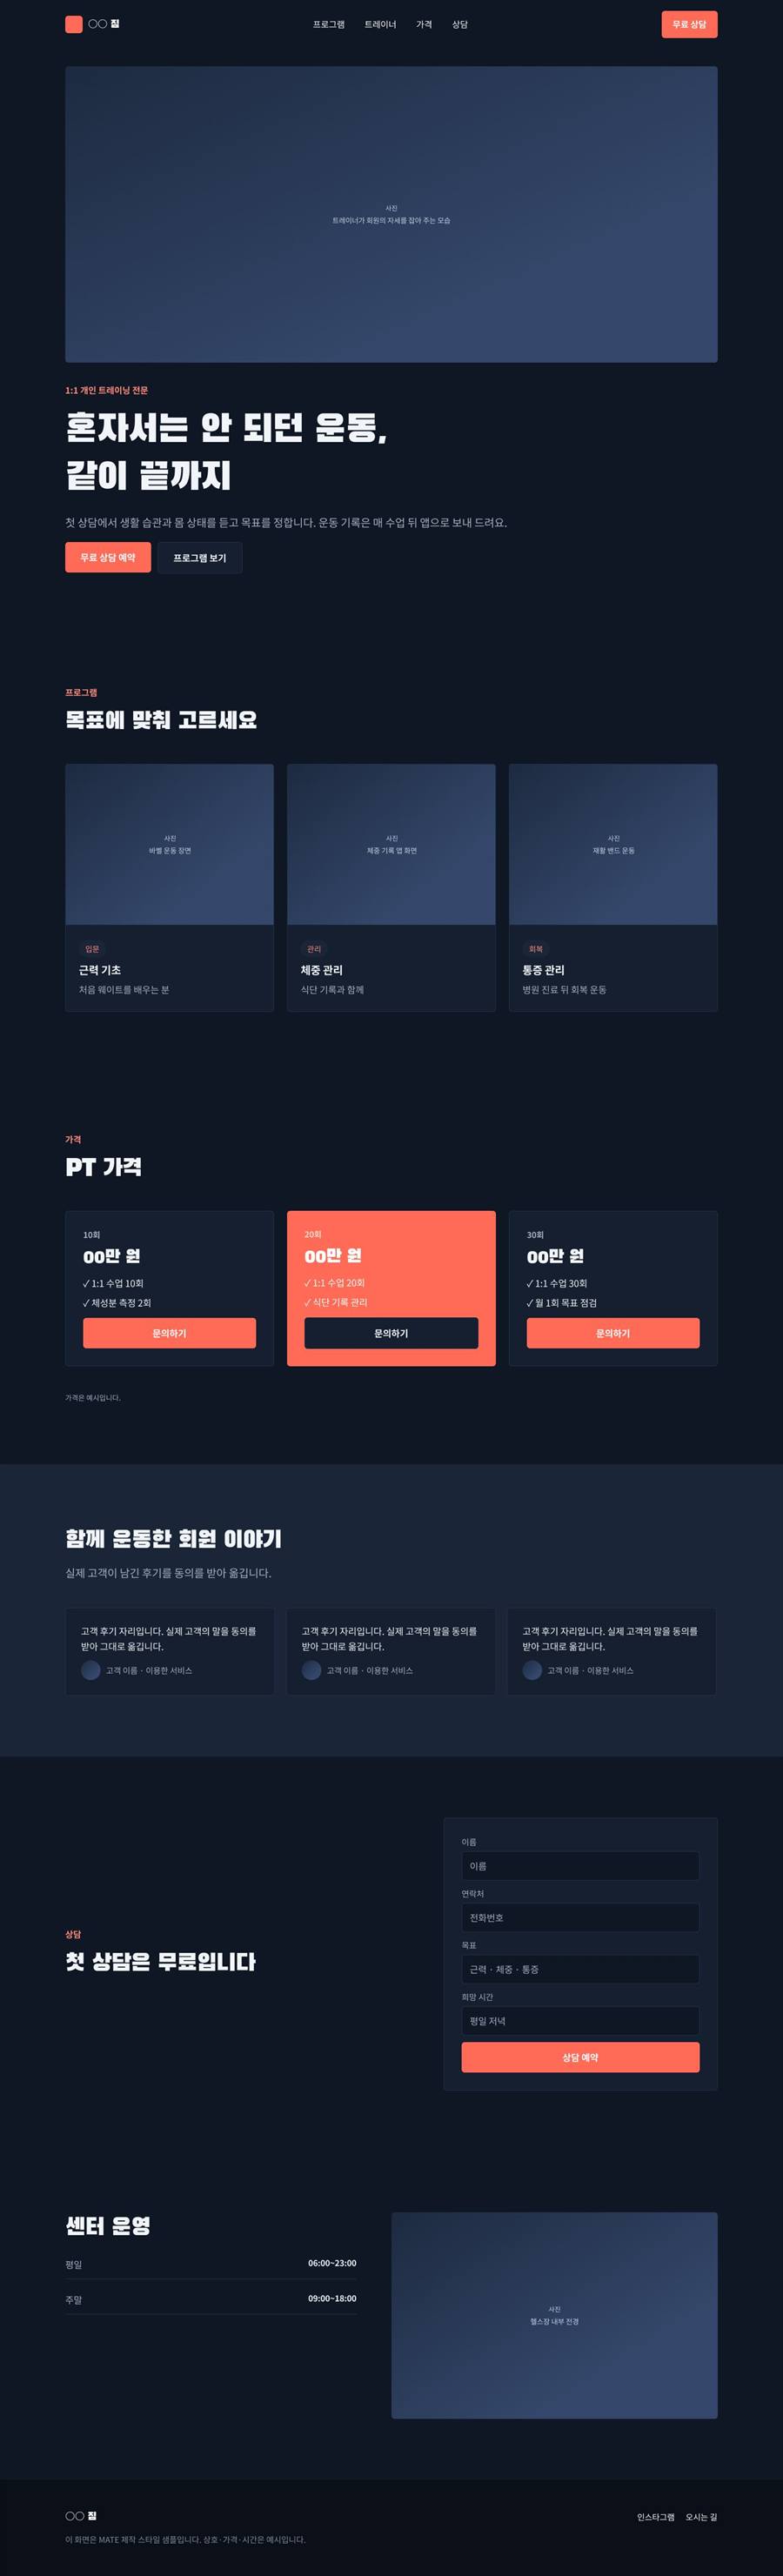 ○○ 짐
프로그램 트레이너 가격 상담
무료 상담
사진
트레이너가 회원의 자세를 잡아 주는 모습
1:1 개인 트레이닝 전문
혼자서는 안 되던 운동,
같이 끝까지
첫 상담에서 생활 습관과 몸 상태를 듣고 목표를 정합니다. 운동 기록은 매 수업 뒤 앱으로 보내 드려요.
무료 상담 예약
프로그램 보기
프로그램
목표에 맞춰 고르세요
사진
바벨 운동 장면
입문
근력 기초
처음 웨이트를 배우는 분
사진
체중 기록 앱 화면
관리
체중 관리
식단 기록과 함께
사진
재활 밴드 운동
회복
통증 관리
병원 진료 뒤 회복 운동
가격
PT 가격
10회
00만 원
✓ 1:1 수업 10회
✓ 체성분 측정 2회
문의하기
20회
00만 원
✓ 1:1 수업 20회
✓ 식단 기록 관리
문의하기
30회
00만 원
✓ 1:1 수업 30회
✓ 월 1회 목표 점검
문의하기
가격은 예시입니다.
함께 운동한 회원 이야기
실제 고객이 남긴 후기를 동의를 받아 옮깁니다.
고객 후기 자리입니다. 실제 고객의 말을 동의를
받아 그대로 옮깁니다.
고객 이름 · 이용한 서비스
고객 후기 자리입니다. 실제 고객의 말을 동의를
받아 그대로 옮깁니다.
고객 이름 · 이용한 서비스
고객 후기 자리입니다. 실제 고객의 말을 동의를
받아 그대로 옮깁니다.
고객 이름 · 이용한 서비스
상담
첫 상담은 무료입니다
이름
이름
연락처
전화번호
목표
근력 · 체중 · 통증
희망 시간
평일 저녁
상담 예약
센터 운영
평일 06:00~23:00
주말 09:00~18:00
사진
헬스장 내부 전경
○○ 짐
이 화면은 MATE 제작 스타일 샘플입니다. 상호·가격·시간은 예시입니다.
인스타그램 오시는 길